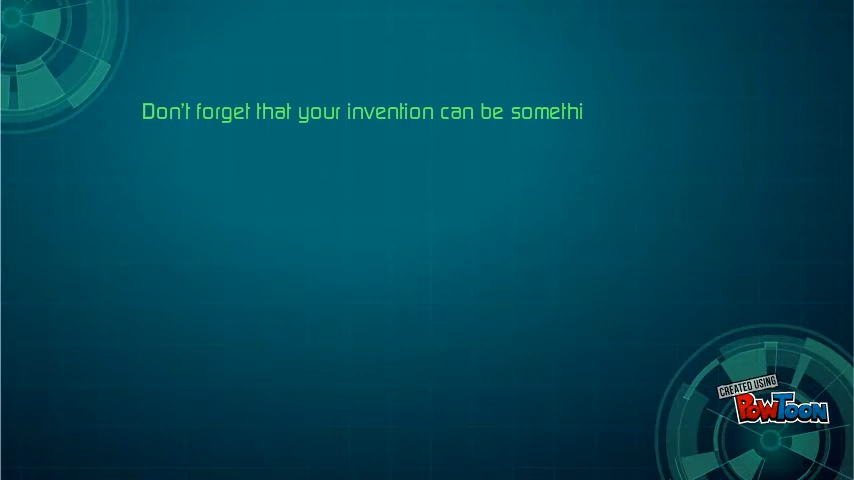 Don't forget that your invention can be somethi
CREATED USING
PowToon